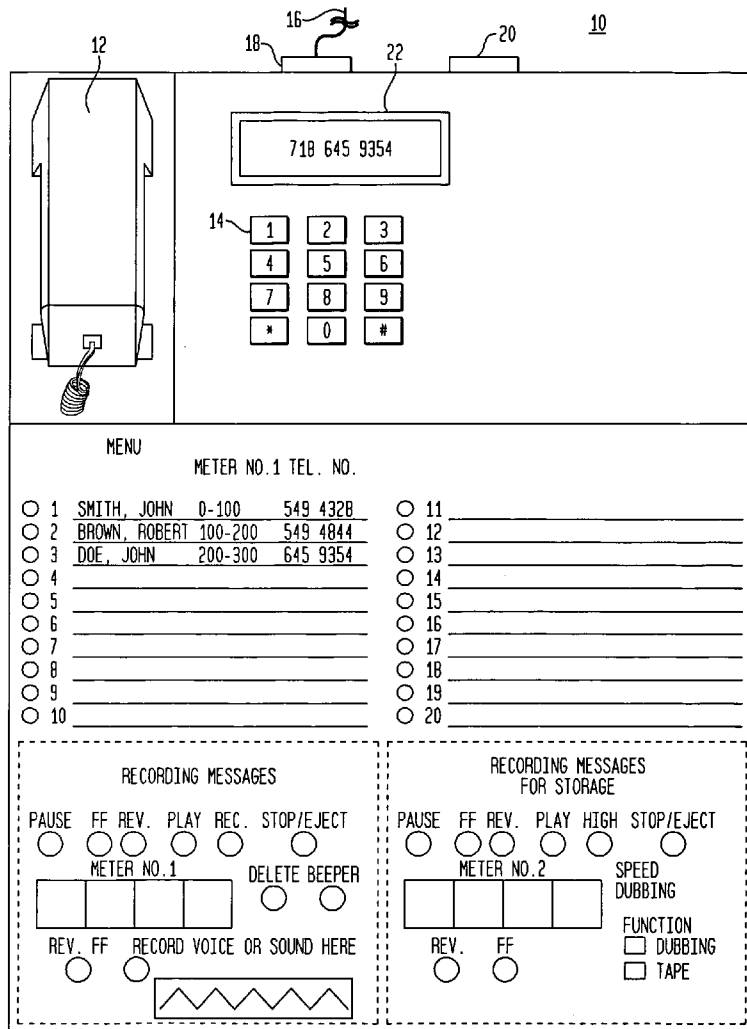 16
10
12
18
20
22
718 645 9354
14
1 2 3
4 5 6
7 8 9
* 0 #
MENU
METER NO.1 TEL. NO.
1 SMITH, JOHN 0-100 549 4328
2 BROWN, ROBERT 100-200 549 4844
3 DOE, JOHN 200-300 645 9354
4
5
6
7
8
9
10
11
12
13
14
15
16
17
18
19
20
RECORDING MESSAGES
PAUSE FF REV. PLAY REC. STOP/EJECT
METER NO.1 DELETE BEEPER
REV. FF RECORD VOICE OR SOUND HERE
RECORDING MESSAGES
FOR STORAGE
PAUSE FF REV. PLAY HIGH STOP/EJECT
METER NO.2 SPEED
DUBBING
FUNCTION
REV. FF DUBBING
TAPE